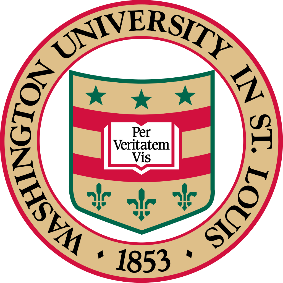 WASHINGTON UNIVERSITY IN ST. LOUIS
Per
Veritatem
Vis
· 1853 ·